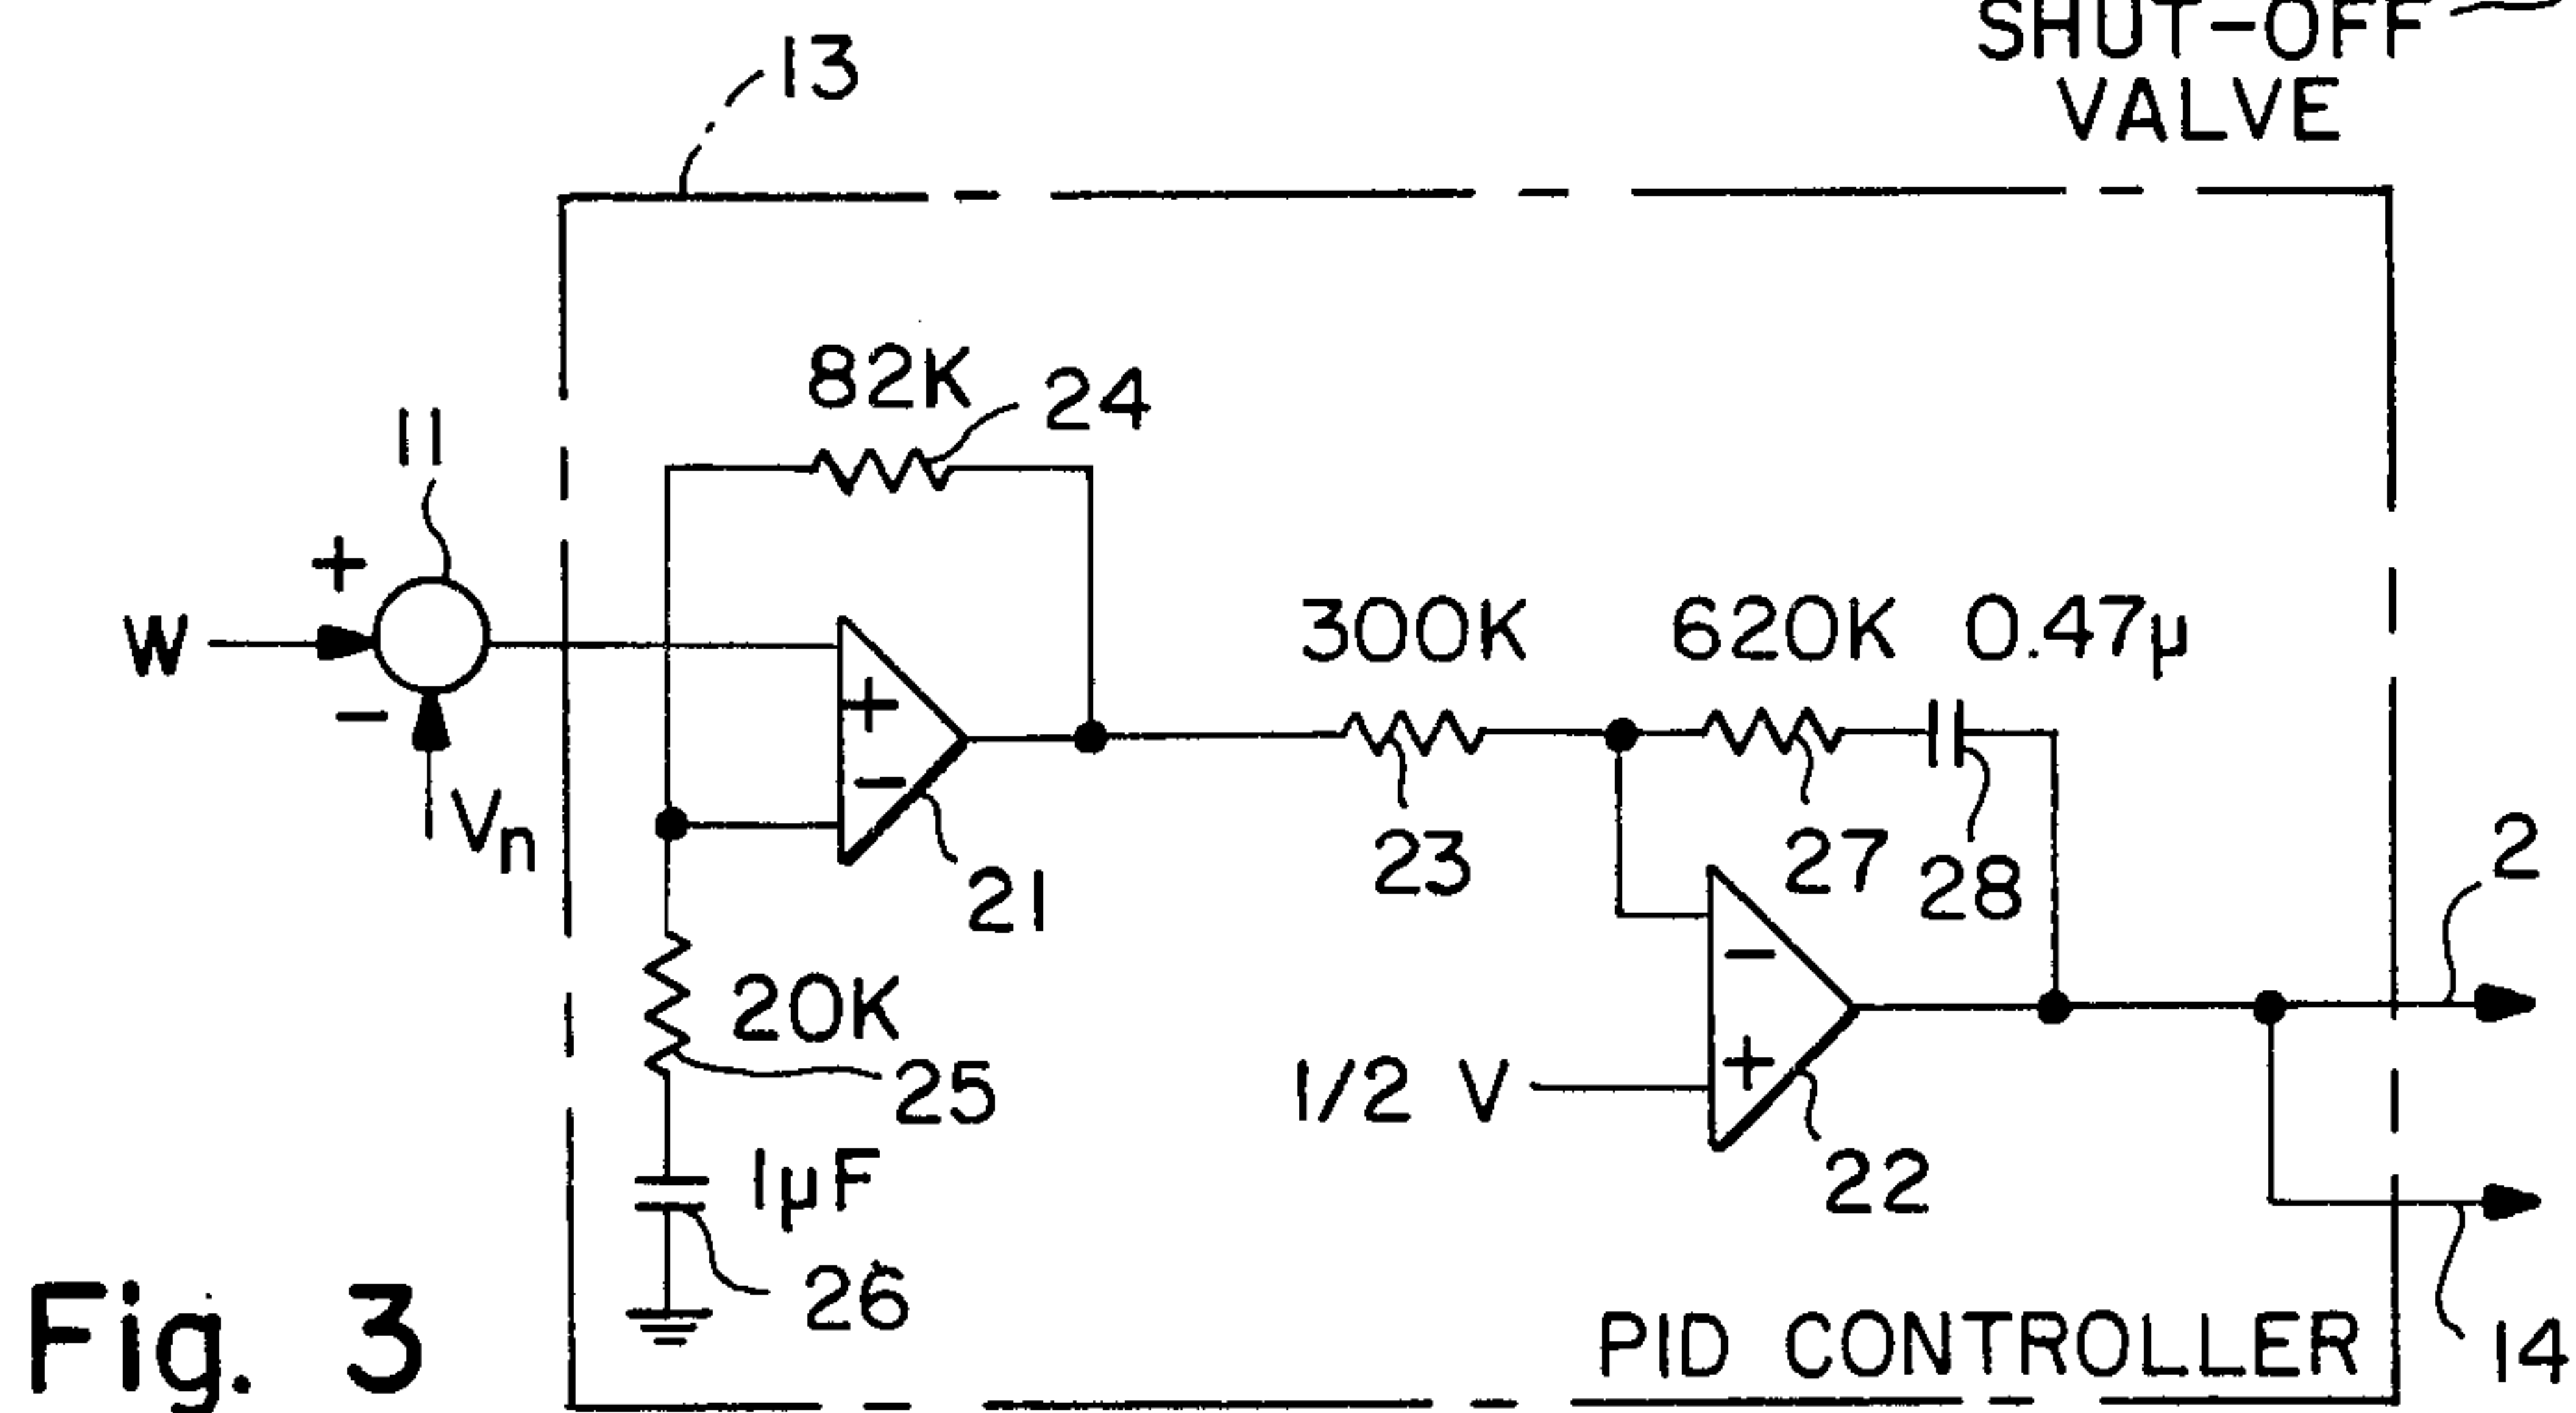 SHUT-OFF
VALVE
13
82K
24
11
+
W
-
Vn
+
-
21
300K
620K
0.47µ
23
27
28
20K
25
1µF
26
-
+
1/2 V
22
2
14
PID CONTROLLER
Fig. 3